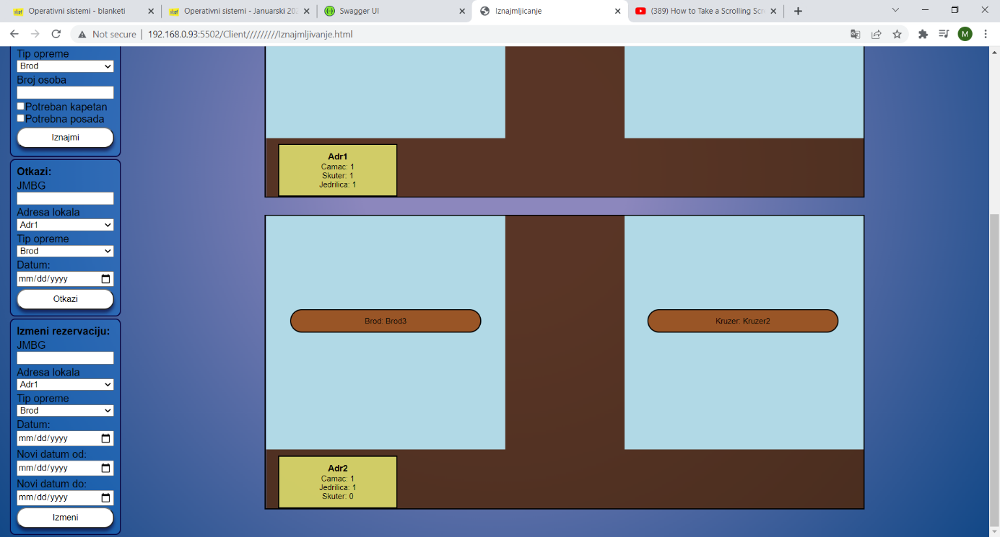 Operativni sistemi - blanketi
Operativni sistemi - Januarski 202
Swagger UI
Iznajmljicanje
(389) How to Take a Scrolling Scr
Not secure
192.168.0.93:5502/Client/////////Iznajmljivanje.html
M
Tip opreme
Brod
Broj osoba
Potreban kapetan
Potrebna posada
Iznajmi
Otkazi:
JMBG
Adresa lokala
Adr1
Tip opreme
Brod
Datum:
mm/dd/yyyy
Otkazi
Izmeni rezervaciju:
JMBG
Adresa lokala
Adr1
Tip opreme
Brod
Datum:
mm/dd/yyyy
Novi datum od:
mm/dd/yyyy
Novi datum do:
mm/dd/yyyy
Izmeni
Adr1
Camac: 1
Skuter: 1
Jedrilica: 1
Brod: Brod3
Kruzer: Kruzer2
Adr2
Camac: 1
Jedrilica: 1
Skuter: 0